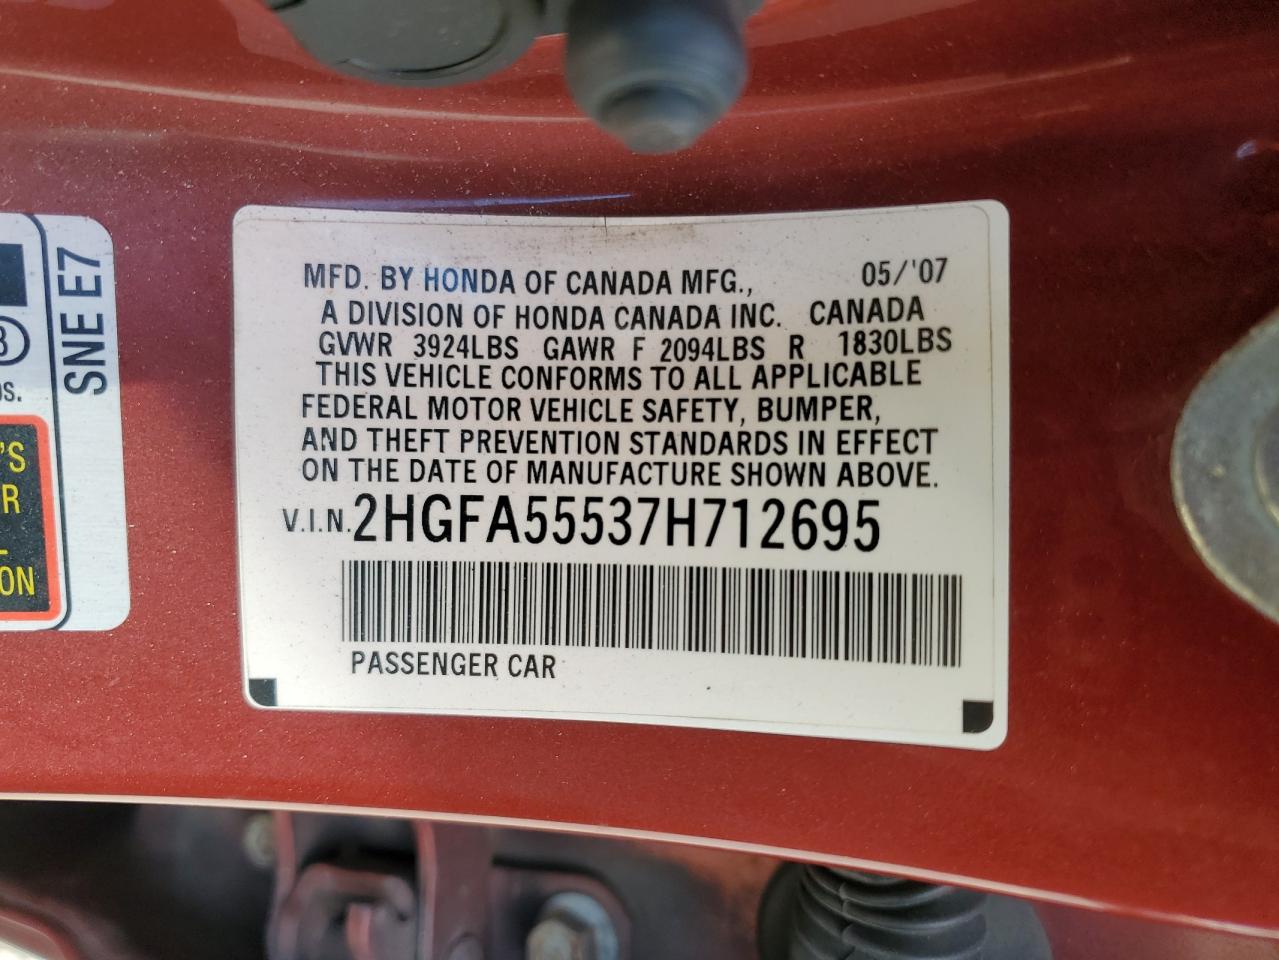 MFD. BY HONDA OF CANADA MFG., 05/'07
A DIVISION OF HONDA CANADA INC. CANADA
GVWR 3924LBS GAWR F 2094LBS R 1830LBS
THIS VEHICLE CONFORMS TO ALL APPLICABLE
FEDERAL MOTOR VEHICLE SAFETY, BUMPER,
AND THEFT PREVENTION STANDARDS IN EFFECT
ON THE DATE OF MANUFACTURE SHOWN ABOVE.
V.I.N. 2HGFA55537H712695
PASSENGER CAR
SNE E7
'S
R
ON